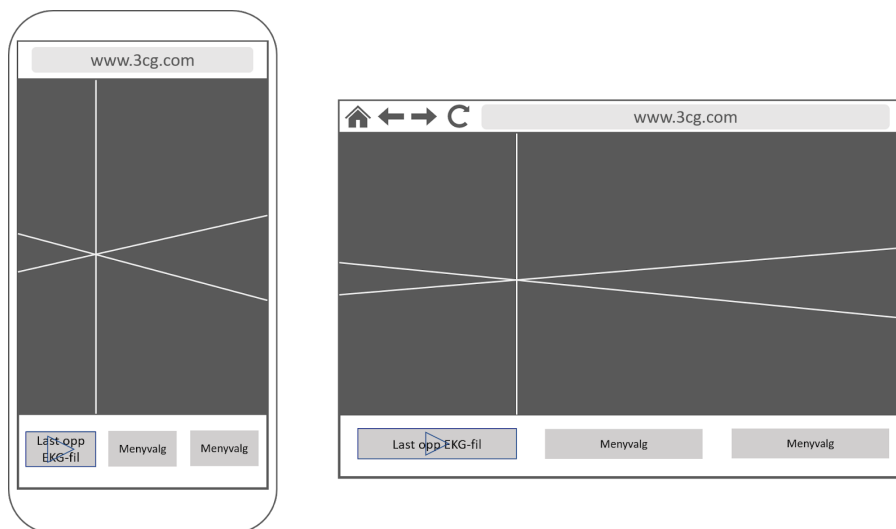 www.3cg.com
Last opp
EKG-fil
Menyvalg
Menyvalg
www.3cg.com
Last opp EKG-fil
Menyvalg
Menyvalg